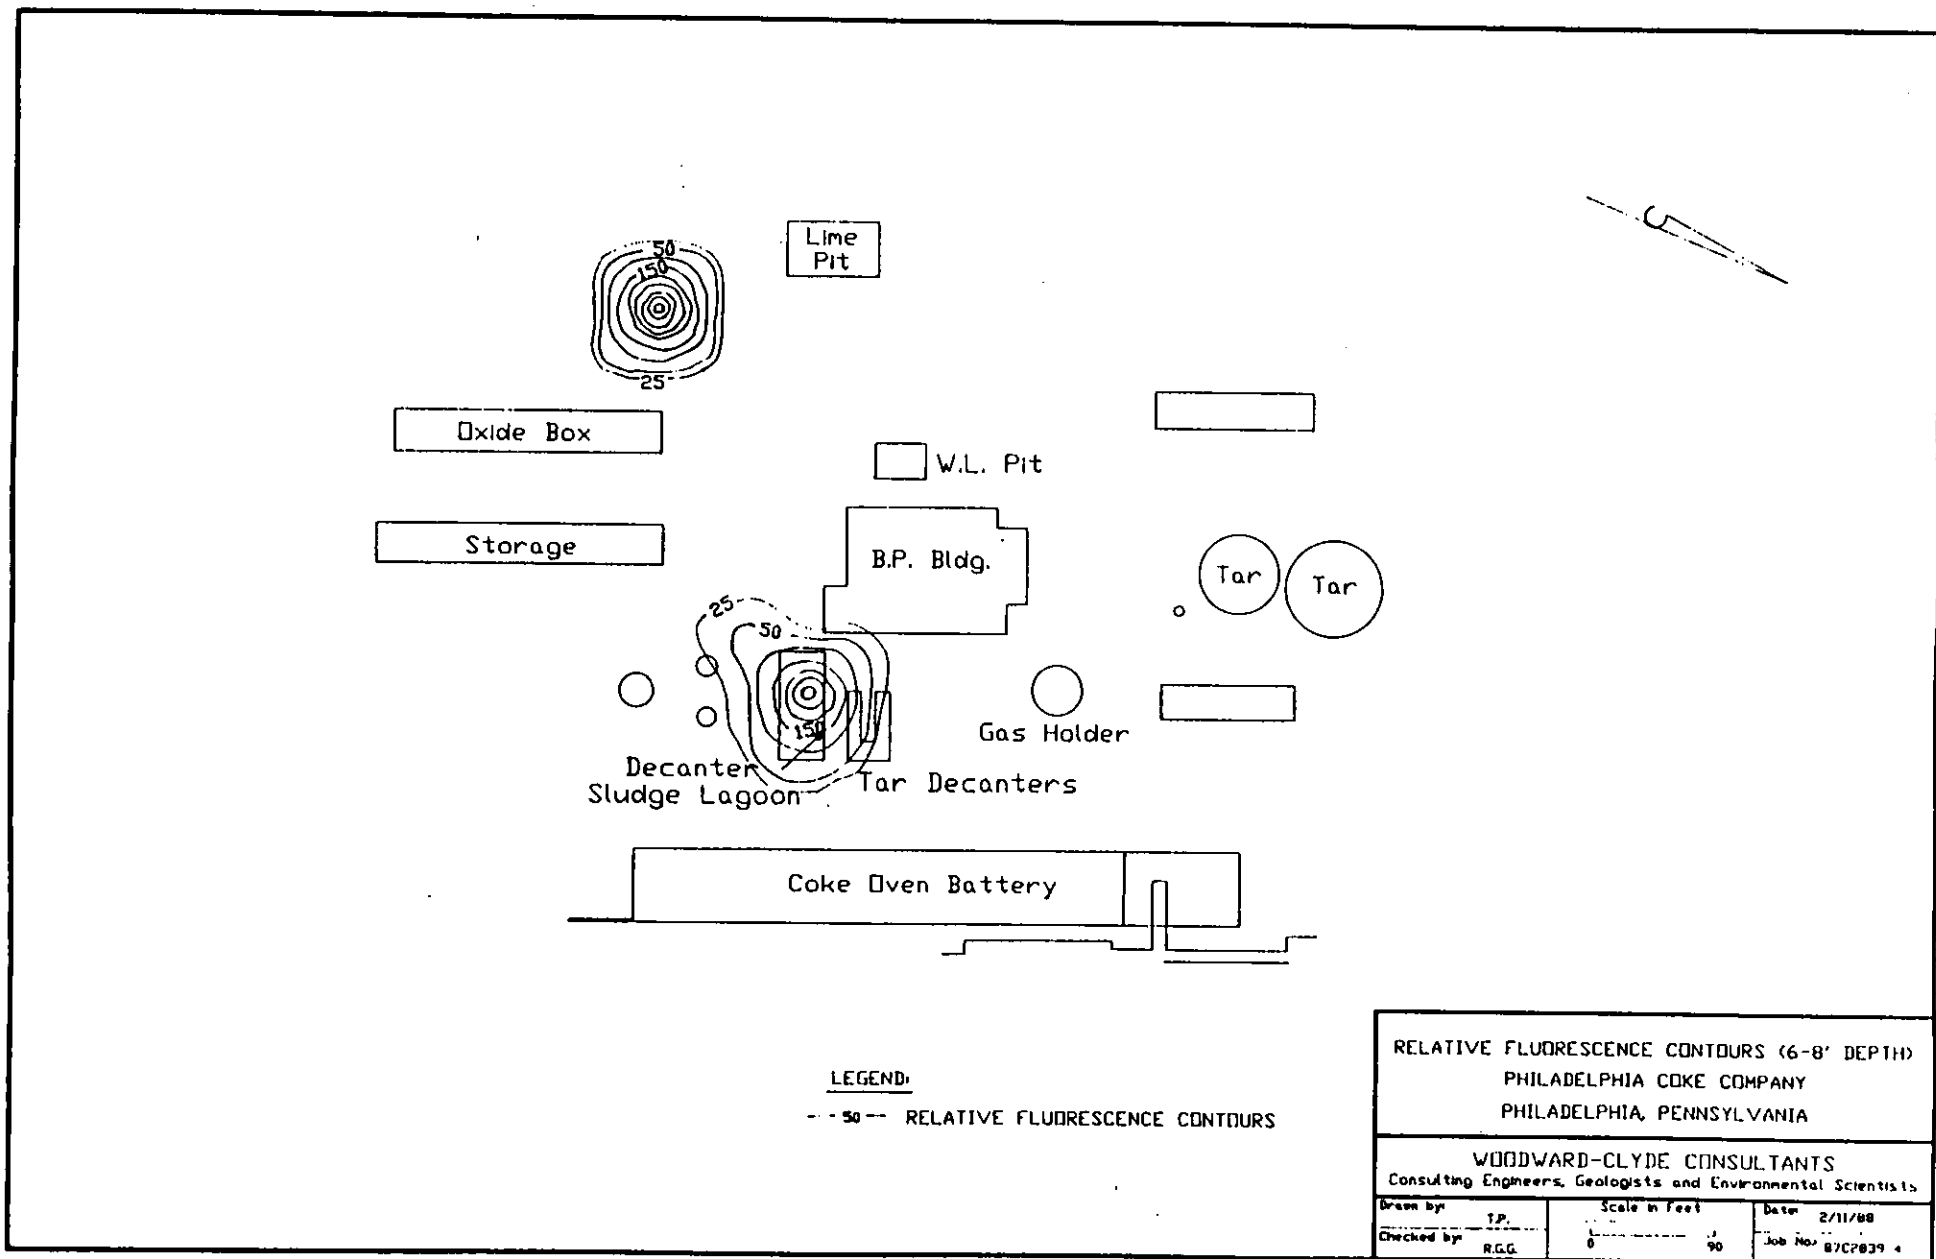 50
150
25
Lime
Pit
Oxide Box
W.L. Pit
Storage
B.P. Bldg.
Tar
Tar
25
50
150
Gas Holder
Decanter
Sludge Lagoon
Tar Decanters
Coke Oven Battery
LEGEND:
50 RELATIVE FLUORESCENCE CONTOURS
RELATIVE FLUORESCENCE CONTOURS (6-8' DEPTH)
PHILADELPHIA COKE COMPANY
PHILADELPHIA, PENNSYLVANIA
WOODWARD-CLYDE CONSULTANTS
Consulting Engineers, Geologists and Environmental Scientists
Drawn by: T.P.
Scale in Feet
0 90
Date: 2/11/88
Checked by: R.G.G.
Job No: 87C2839